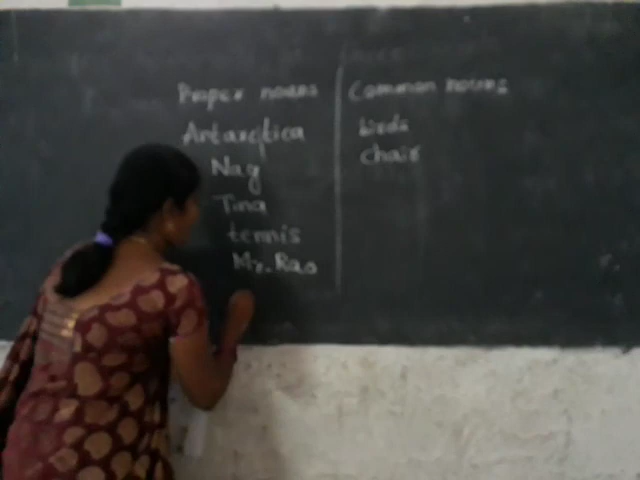 Proper nouns
Antarctica
Nag
Tina
tennis
Mr. Rao
Common nouns
birds
chair